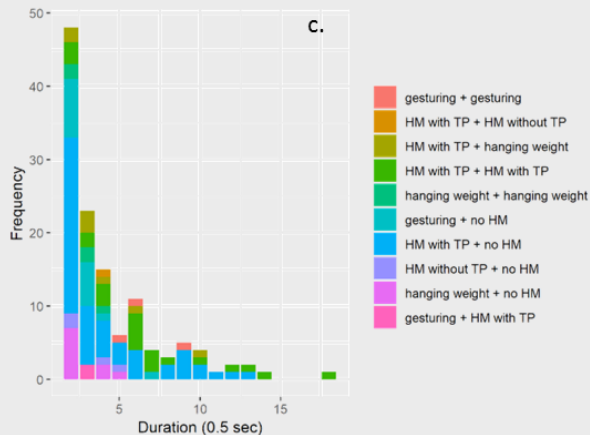 c.
50
40
30
20
10
0
Frequency
5
10
15
Duration (0.5 sec)
gesturing + gesturing
HM with TP + HM without TP
HM with TP + hanging weight
HM with TP + HM with TP
hanging weight + hanging weight
gesturing + no HM
HM with TP + no HM
HM without TP + no HM
hanging weight + no HM
gesturing + HM with TP